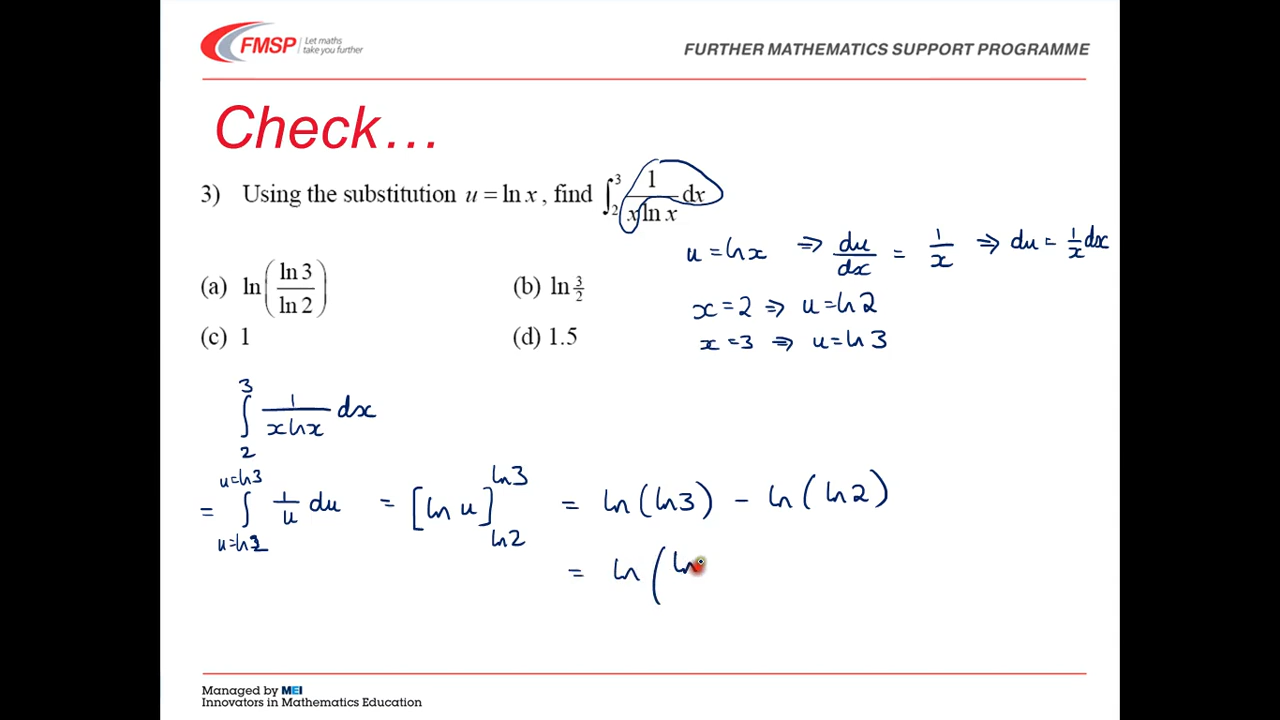 FMSP Let maths
take you further
FURTHER MATHEMATICS SUPPORT PROGRAMME
Check…
3) Using the substitution u = ln x, find ∫₂³ 1/(x ln x) dx
u = ln x ⇒ du/dx = 1/x ⇒ du = 1/x dx
(a) ln(ln 3/ln 2) (b) ln 3/2
x = 2 ⇒ u = ln 2
(c) 1 (d) 1.5
x = 3 ⇒ u = ln 3
∫₂³ 1/(x ln x) dx
= ∫_{u=ln2}^{u=ln3} 1/u du = [ln u]_{ln2}^{ln3} = ln(ln3) − ln(ln2)
= ln(ln
Managed by MEI
Innovators in Mathematics Education